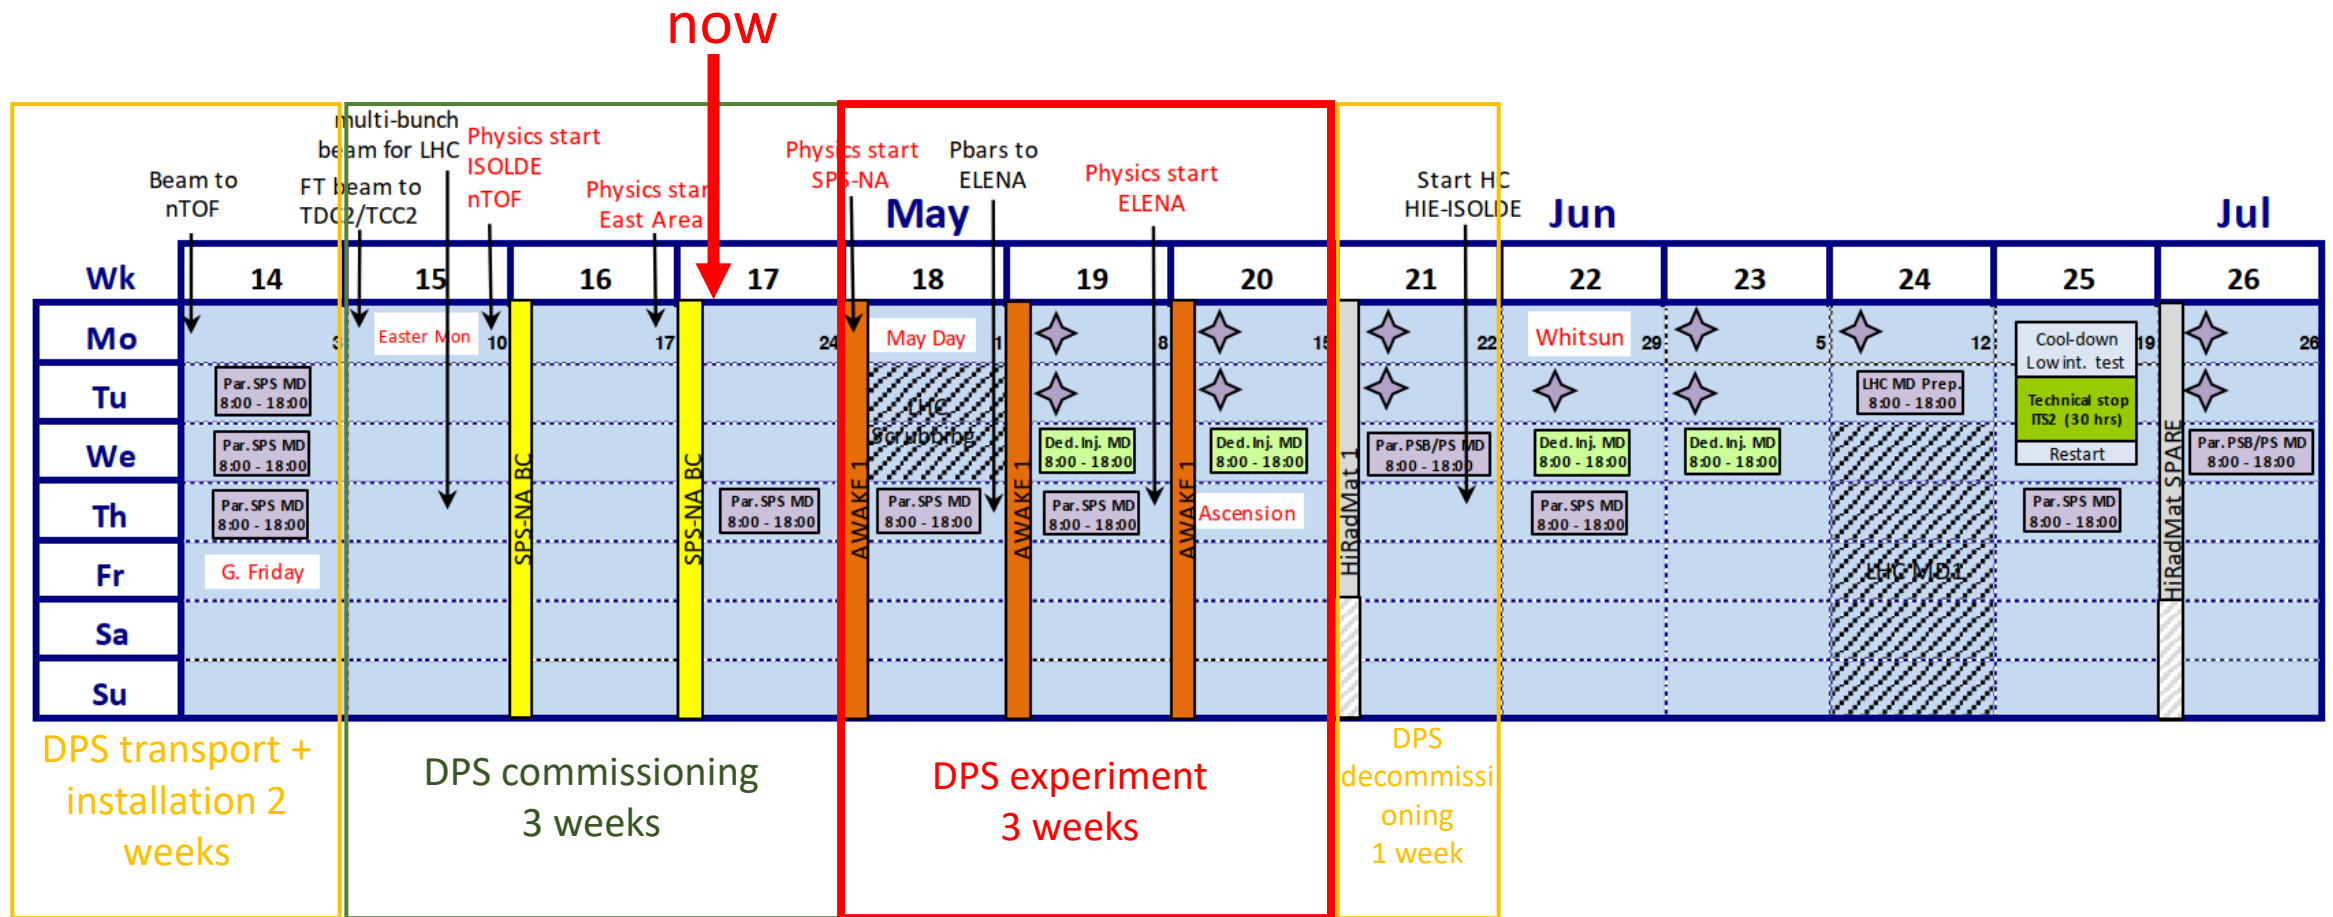 now
multi-bunch
beam for LHC
Physics start
ISOLDE
nTOF
Beam to
nTOF
FT beam to
TDC2/TCC2
Physics start
East Area
Physics start
SPS-NA
Pbars to
ELENA
Physics start
ELENA
Start HC
HIE-ISOLDE
May
Jun
Jul
Wk 14 15 16 17 18 19 20 21 22 23 24 25 26
Mo 3 Easter Mon 10 17 24 May Day 1 8 15 22 Whitsun 29 5 12 19 26
Cool-down
Low int. test
Tu
Par. SPS MD
8:00 - 18:00
LHC
Scrubbing
LHC MD Prep.
8:00 - 18:00
Technical stop
ITS2 (30 hrs)
We
Par. SPS MD
8:00 - 18:00
Ded. Inj. MD
8:00 - 18:00
Ded. Inj. MD
8:00 - 18:00
Par. PSB/PS MD
8:00 - 18:00
Ded. Inj. MD
8:00 - 18:00
Ded. Inj. MD
8:00 - 18:00
Restart
Par. PSB/PS MD
8:00 - 18:00
Th
Par. SPS MD
8:00 - 18:00
Par. SPS MD
8:00 - 18:00
Par. SPS MD
8:00 - 18:00
Par. SPS MD
8:00 - 18:00
Ascension
Par. SPS MD
8:00 - 18:00
Par. SPS MD
8:00 - 18:00
Fr
G. Friday
LHC MD1
Sa
Su
SPS-NA BC
SPS-NA BC
AWAKE 1
AWAKE 1
AWAKE 1
HiRadMat 1
HiRadMat SPARE
DPS transport +
installation 2
weeks
DPS commissioning
3 weeks
DPS experiment
3 weeks
DPS
decommissi
oning
1 week